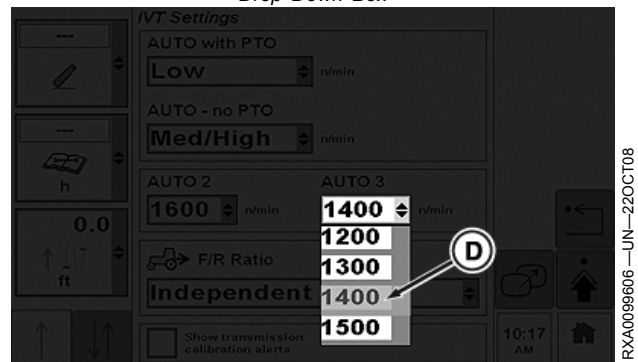 Drop-Down Box
IVT Settings
AUTO with PTO
Low n/min
AUTO - no PTO
Med/High n/min
AUTO 2 AUTO 3
1600 n/min 1400 n/min
1200
1300
1400
1500
D
F/R Ratio
Independent
Show transmission
calibration alerts
---
---
h
0.0
ft
10:17
AM
RXA0099606 —UN—22OCT08